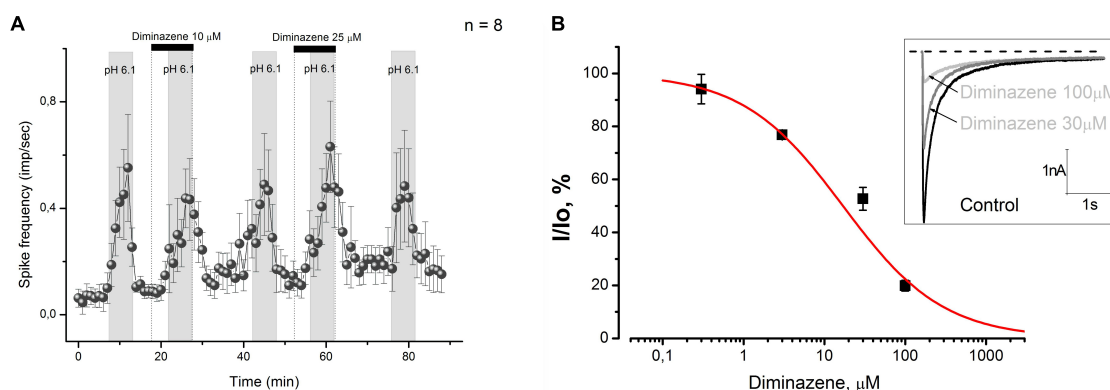 A
n = 8
Diminazene 10 μM
Diminazene 25 μM
pH 6.1
pH 6.1
pH 6.1
pH 6.1
pH 6.1
Spike frequency (imp/sec)
0,8
0,4
0,0
0
20
40
60
80
Time (min)
B
I/Io, %
100
80
60
40
20
0
0,1
1
10
100
1000
Diminazene, μM
Diminazene 100μM
Diminazene 30μM
1nA
1s
Control